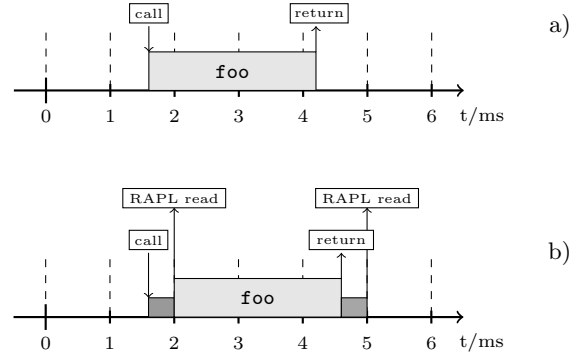 call return a)
foo
0 1 2 3 4 5 6 t/ms
RAPL read RAPL read
call return b)
foo
0 1 2 3 4 5 6 t/ms